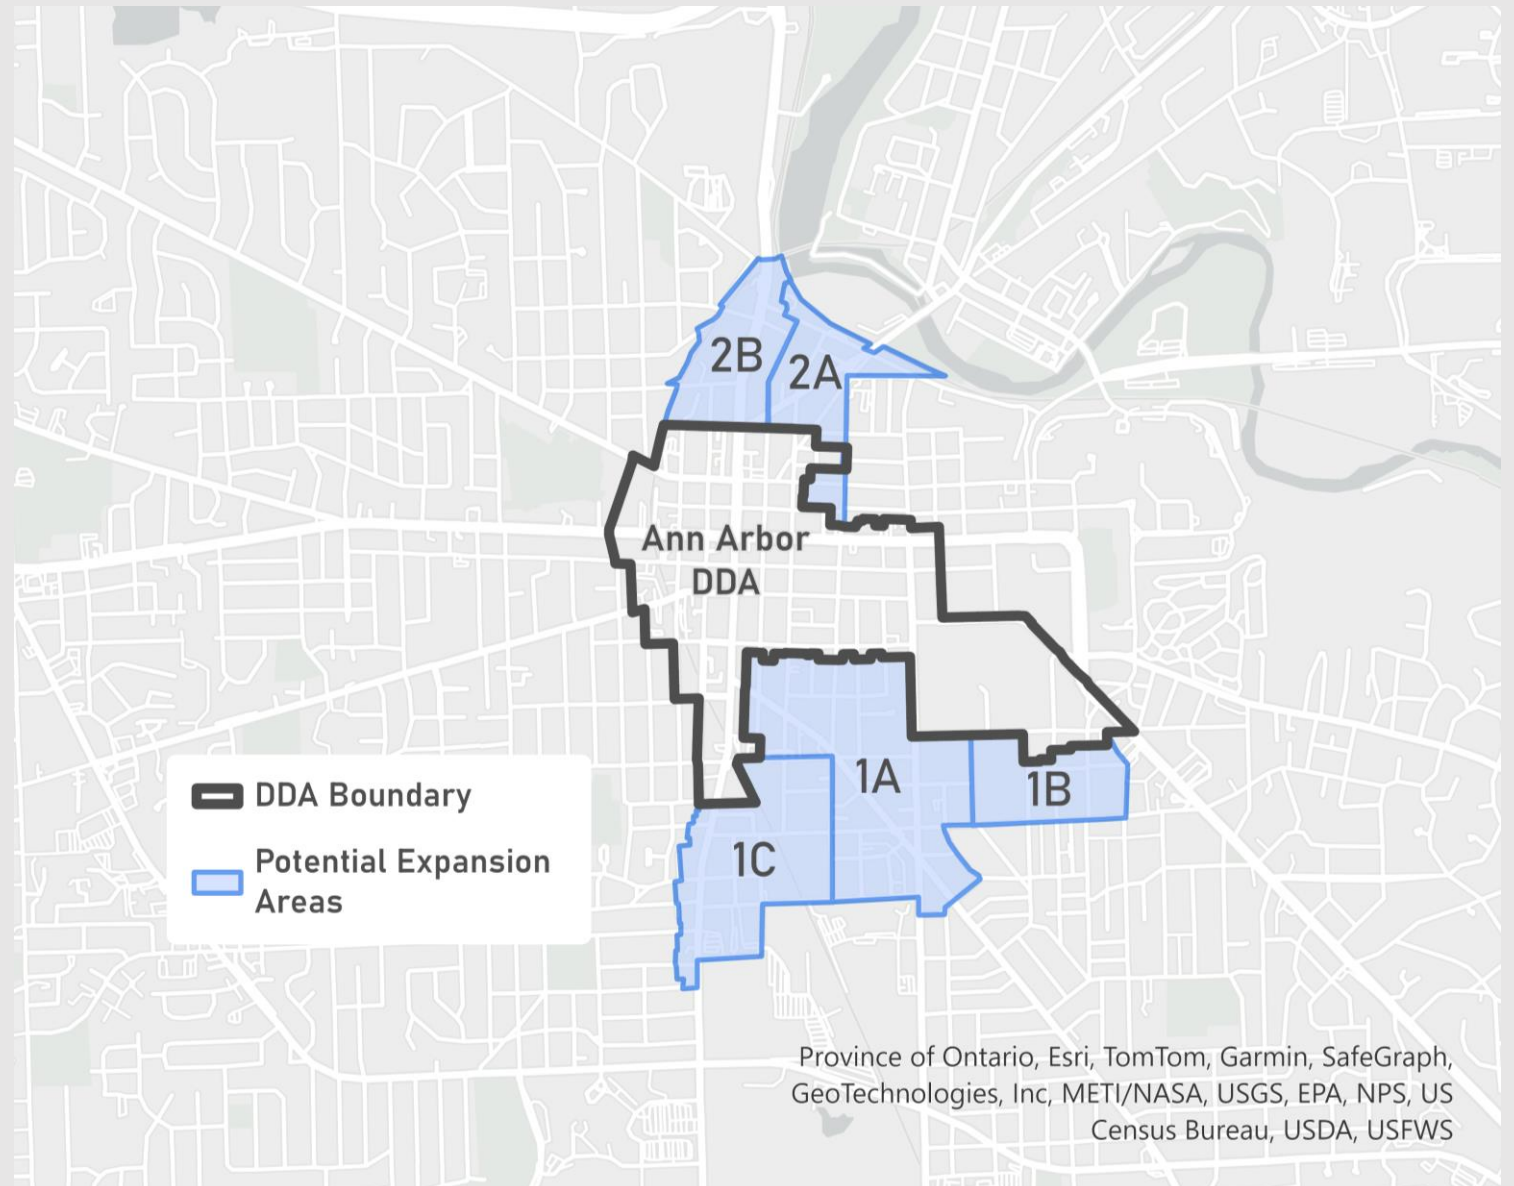 2B
2A
Ann Arbor
DDA
1A
1B
1C
DDA Boundary
Potential Expansion
Areas
Province of Ontario, Esri, TomTom, Garmin, SafeGraph,
GeoTechnologies, Inc, METI/NASA, USGS, EPA, NPS, US
Census Bureau, USDA, USFWS